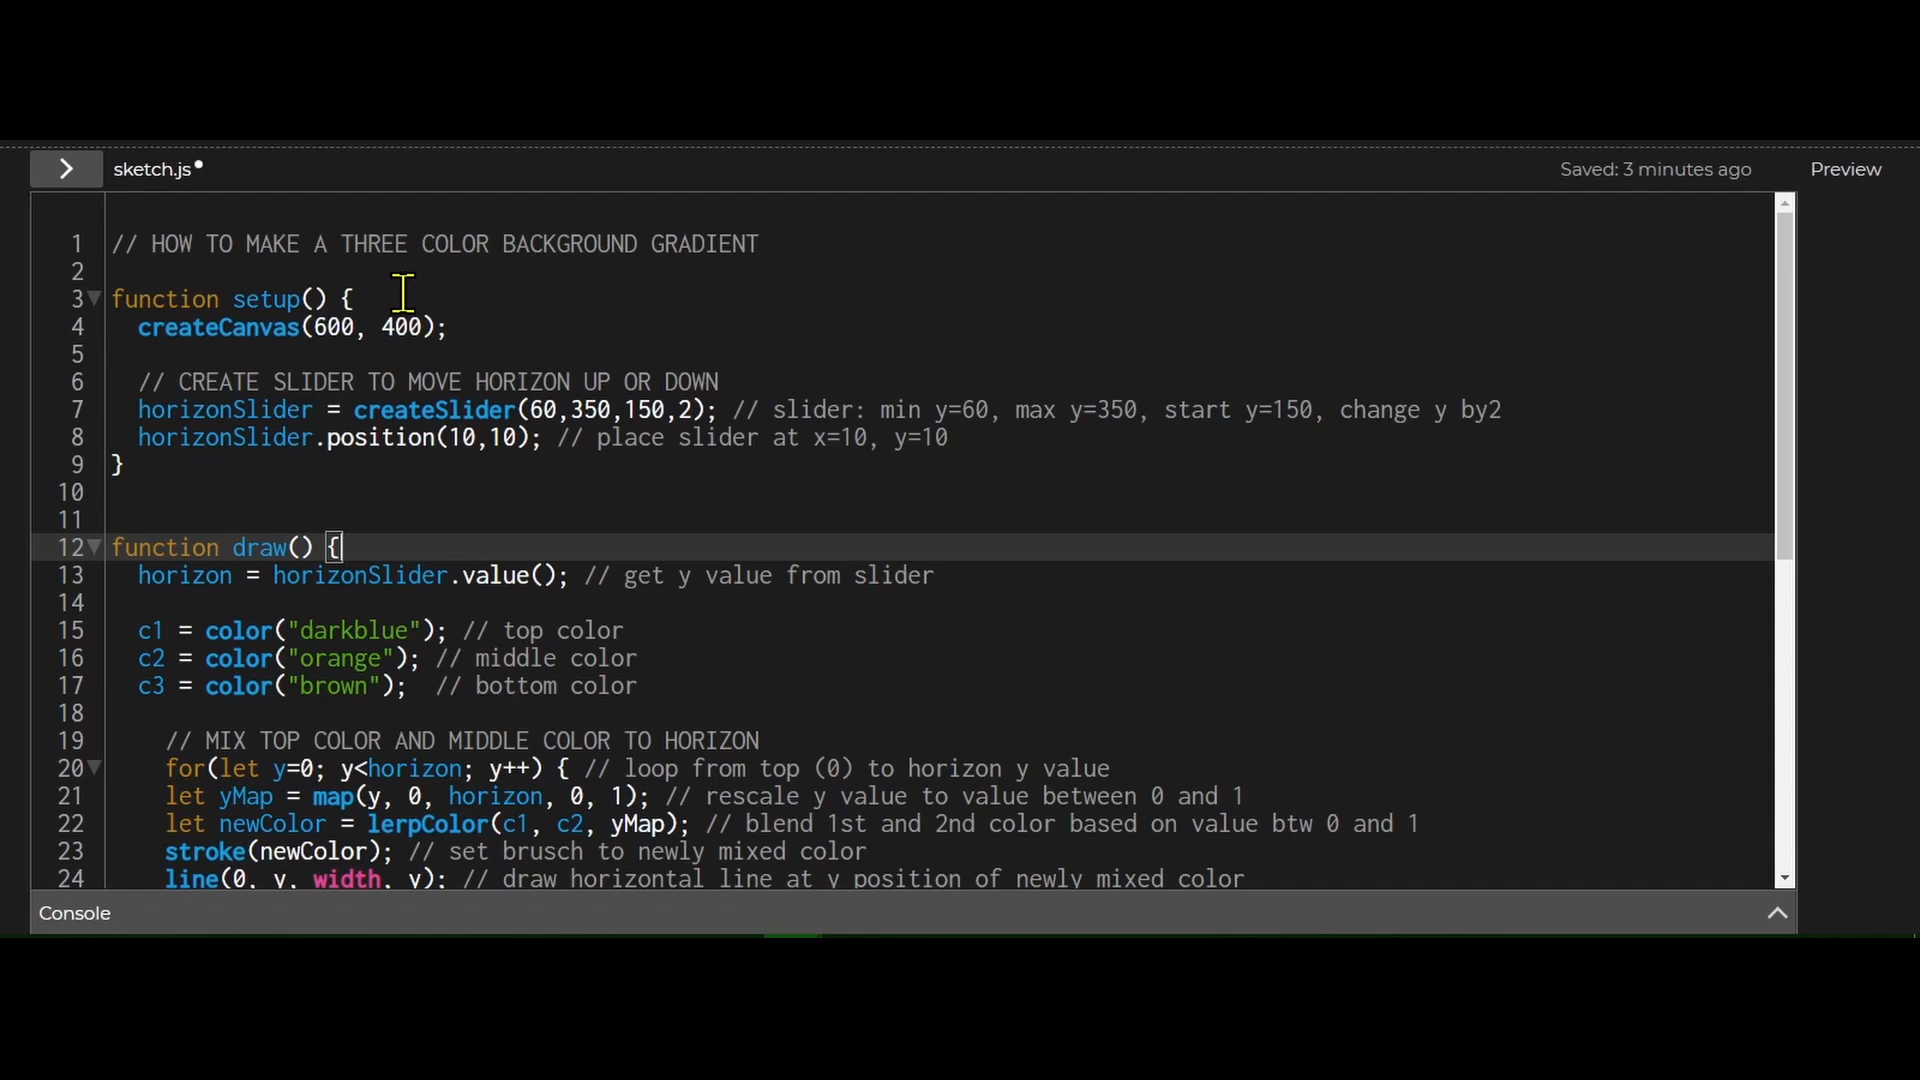 sketch.js
Saved: 3 minutes ago
Preview
1 // HOW TO MAKE A THREE COLOR BACKGROUND GRADIENT
2
3 function setup() {
4 createCanvas(600, 400);
5
6 // CREATE SLIDER TO MOVE HORIZON UP OR DOWN
7 horizonSlider = createSlider(60,350,150,2); // slider: min y=60, max y=350, start y=150, change y by2
8 horizonSlider.position(10,10); // place slider at x=10, y=10
9 }
10
11
12 function draw() {
13 horizon = horizonSlider.value(); // get y value from slider
14
15 c1 = color("darkblue"); // top color
16 c2 = color("orange"); // middle color
17 c3 = color("brown"); // bottom color
18
19 // MIX TOP COLOR AND MIDDLE COLOR TO HORIZON
20 for(let y=0; y<horizon; y++) { // loop from top (0) to horizon y value
21 let yMap = map(y, 0, horizon, 0, 1); // rescale y value to value between 0 and 1
22 let newColor = lerpColor(c1, c2, yMap); // blend 1st and 2nd color based on value btw 0 and 1
23 stroke(newColor); // set brusch to newly mixed color
24 line(0, y, width, y); // draw horizontal line at y position of newly mixed color
Console